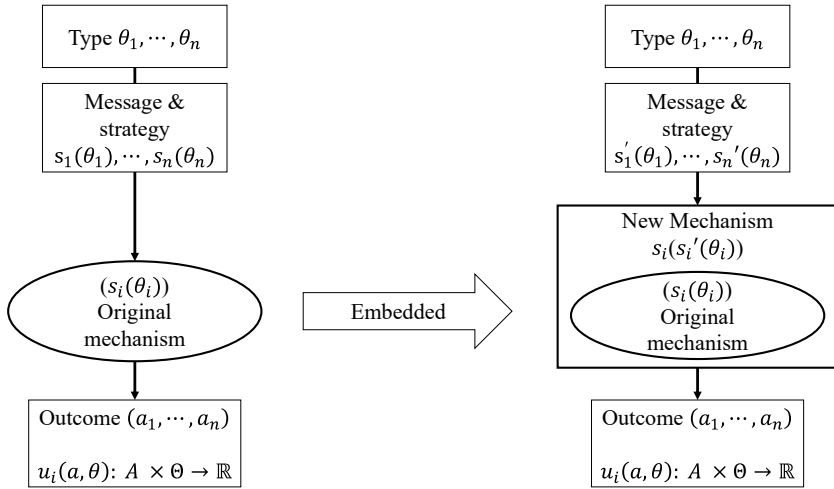 Type θ₁, ⋯, θₙ
Message &
strategy
s₁(θ₁), ⋯, sₙ(θₙ)
(sᵢ(θᵢ))
Original
mechanism
Outcome (a₁, ⋯, aₙ)
uᵢ(a, θ): A × Θ → ℝ
Embedded
Type θ₁, ⋯, θₙ
Message &
strategy
s₁′(θ₁), ⋯, sₙ′(θₙ)
New Mechanism
sᵢ(sᵢ′(θᵢ))
(sᵢ(θᵢ))
Original
mechanism
Outcome (a₁, ⋯, aₙ)
uᵢ(a, θ): A × Θ → ℝ